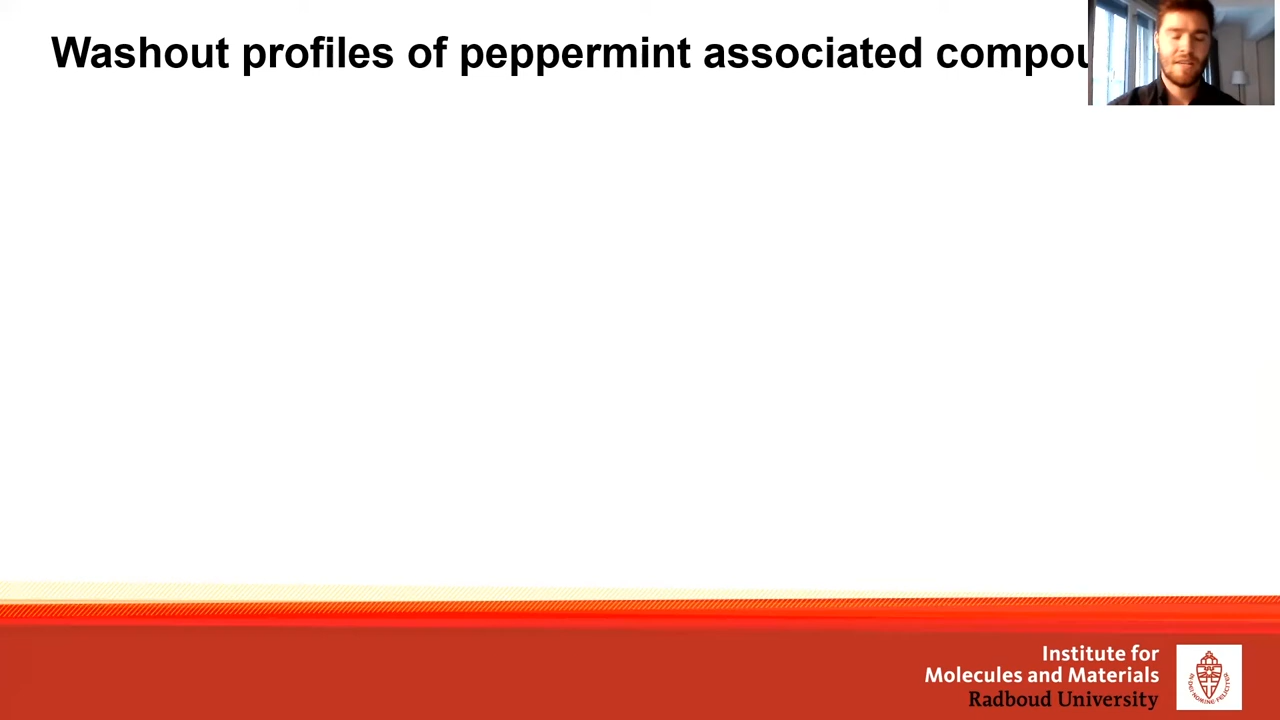 Washout profiles of peppermint associated compou
Institute for
Molecules and Materials
Radboud University